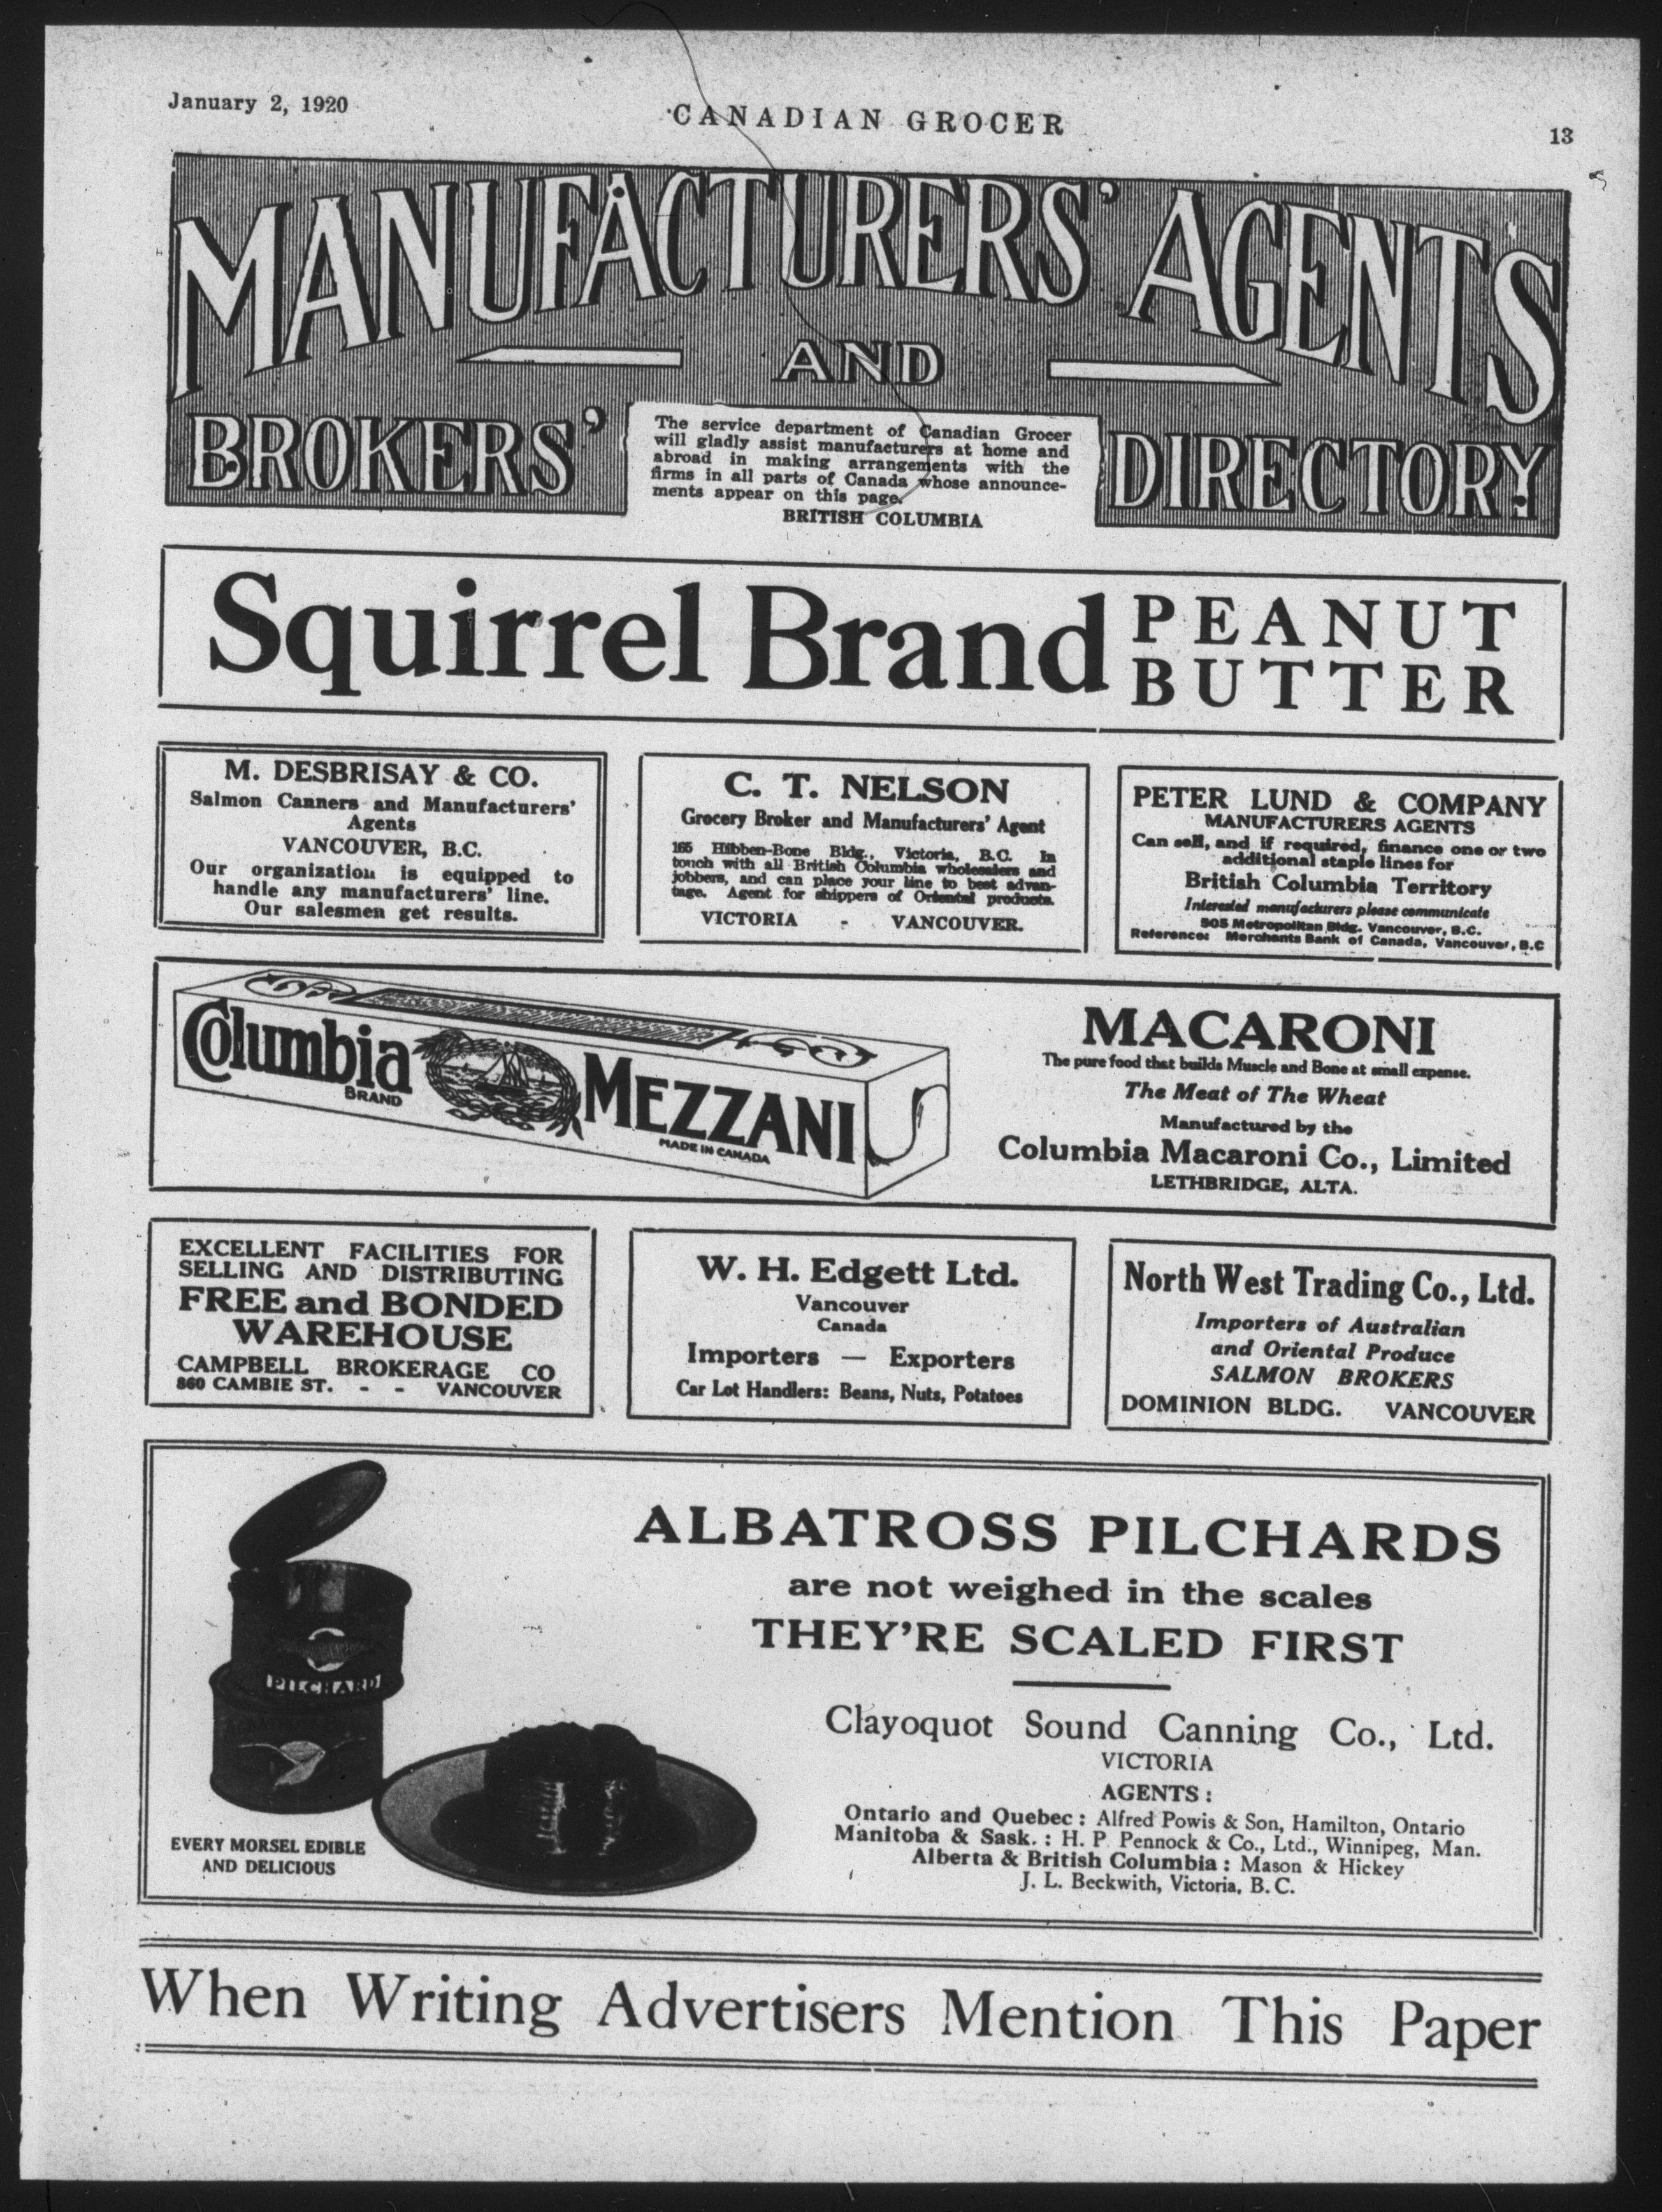 January 2, 1920
CANADIAN GROCER
13
MANUFACTURERS' AGENTS
AND
BROKERS' DIRECTORY
The service department of Canadian Grocer
will gladly assist manufacturers at home and
abroad in making arrangements with the
firms in all parts of Canada whose announce-
ments appear on this page.
BRITISH COLUMBIA
Squirrel Brand PEANUT
BUTTER
M. DESBRISAY & CO.
Salmon Canners and Manufacturers'
Agents
VANCOUVER, B.C.
Our organization is equipped to
handle any manufacturers' line.
Our salesmen get results.
C. T. NELSON
Grocery Broker and Manufacturers' Agent
165 Hibben-Bone Bldg., Victoria, B.C. In
touch with all British Columbia wholesalers and
jobbers, and can place your line to best advan-
tage. Agent for shippers of Oriental products.
VICTORIA - VANCOUVER.
PETER LUND & COMPANY
MANUFACTURERS AGENTS
Can sell, and if required, finance one or two
additional staple lines for
British Columbia Territory
Interested manufacturers please communicate
505 Metropolitan Bldg. Vancouver, B.C.
Reference: Merchants Bank of Canada, Vancouver, B.C
Columbia
BRAND
MEZZANI
MADE IN CANADA
MACARONI
The pure food that builds Muscle and Bone at small expense.
The Meat of The Wheat
Manufactured by the
Columbia Macaroni Co., Limited
LETHBRIDGE, ALTA.
EXCELLENT FACILITIES FOR
SELLING AND DISTRIBUTING
FREE and BONDED
WAREHOUSE
CAMPBELL BROKERAGE CO
860 CAMBIE ST. - - VANCOUVER
W. H. Edgett Ltd.
Vancouver
Canada
Importers — Exporters
Car Lot Handlers: Beans, Nuts, Potatoes
North West Trading Co., Ltd.
Importers of Australian
and Oriental Produce
SALMON BROKERS
DOMINION BLDG. VANCOUVER
PILCHARD
EVERY MORSEL EDIBLE
AND DELICIOUS
ALBATROSS PILCHARDS
are not weighed in the scales
THEY'RE SCALED FIRST
Clayoquot Sound Canning Co., Ltd.
VICTORIA
AGENTS :
Ontario and Quebec : Alfred Powis & Son, Hamilton, Ontario
Manitoba & Sask. : H. P. Pennock & Co., Ltd., Winnipeg, Man.
Alberta & British Columbia : Mason & Hickey
J. L. Beckwith, Victoria, B.C.
When Writing Advertisers Mention This Paper